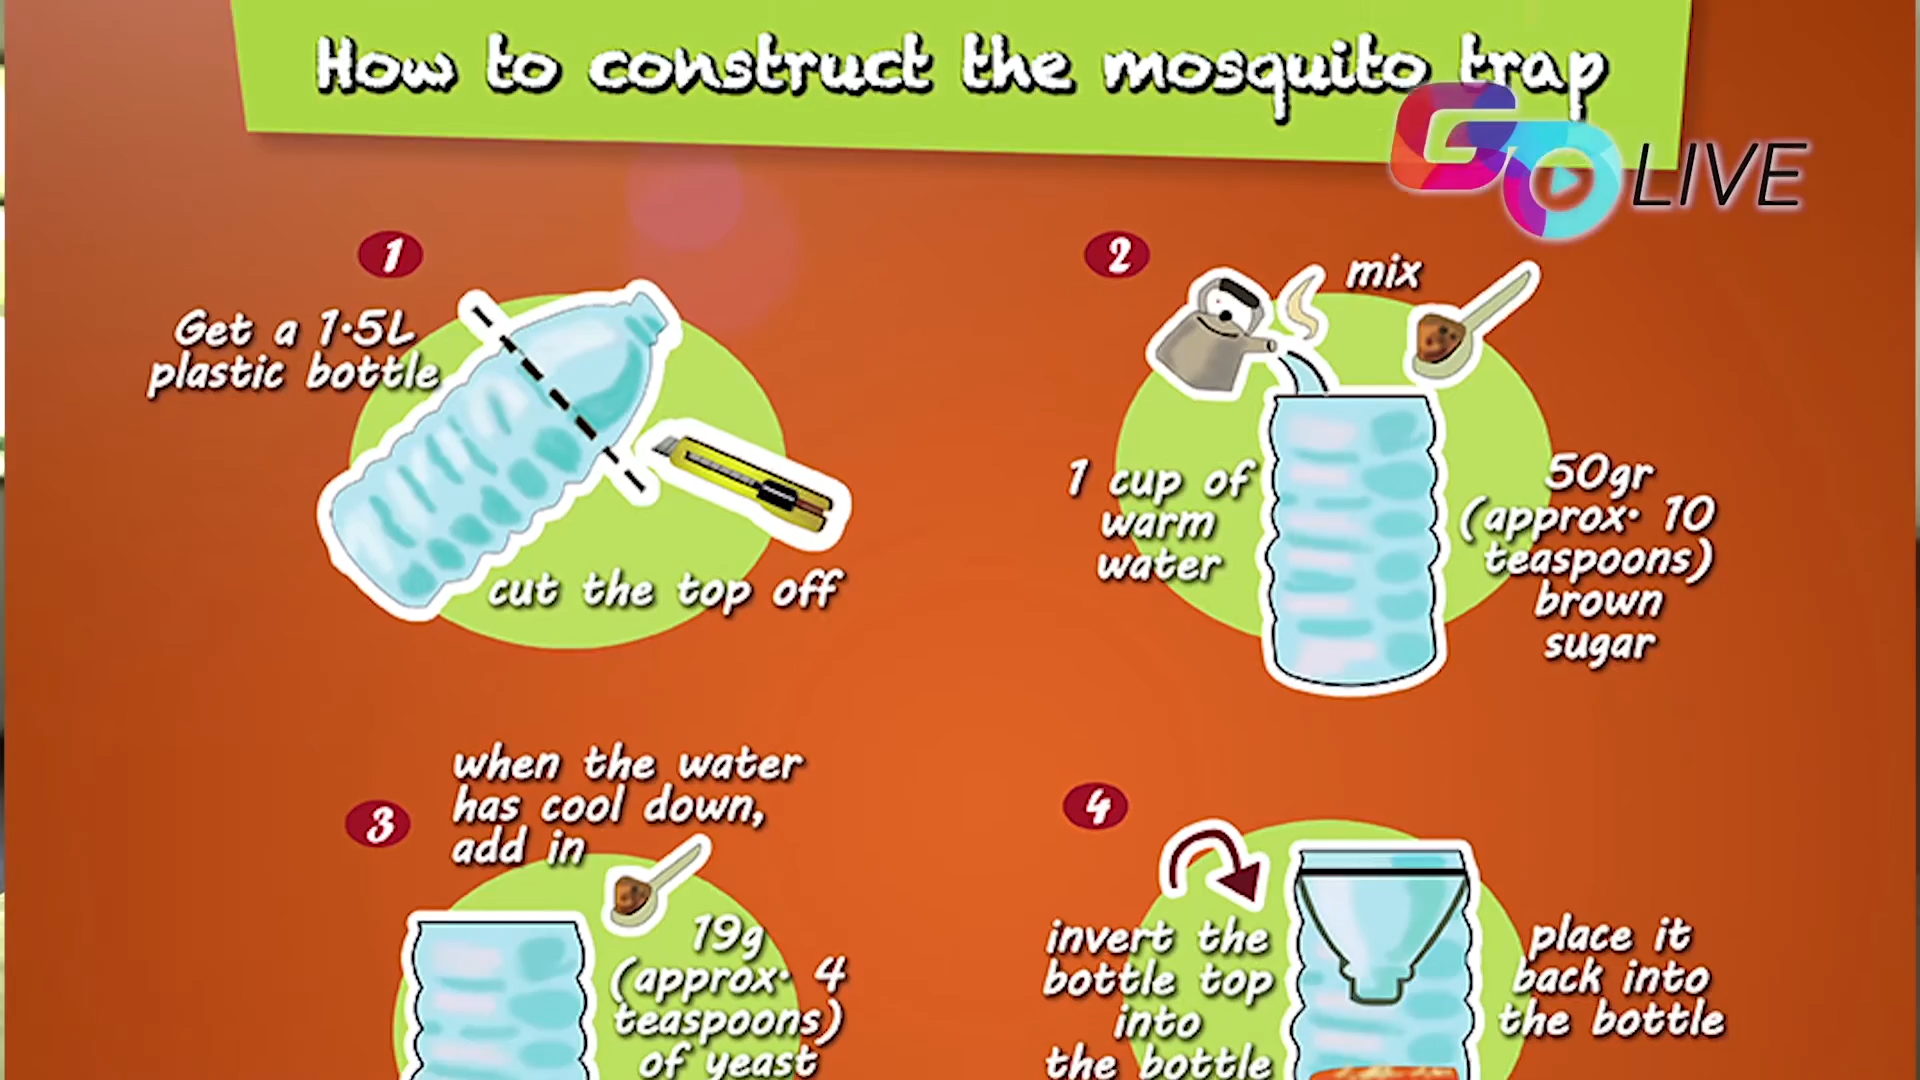 How to construct the mosquito trap
GO LIVE
1
Get a 1.5L
plastic bottle
cut the top off
2
mix
1 cup of
warm
water
50gr
(approx. 10
teaspoons)
brown
sugar
3
when the water
has cool down,
add in
19g
(approx. 4
teaspoons)
of yeast
4
invert the
bottle top
into
the bottle
place it
back into
the bottle